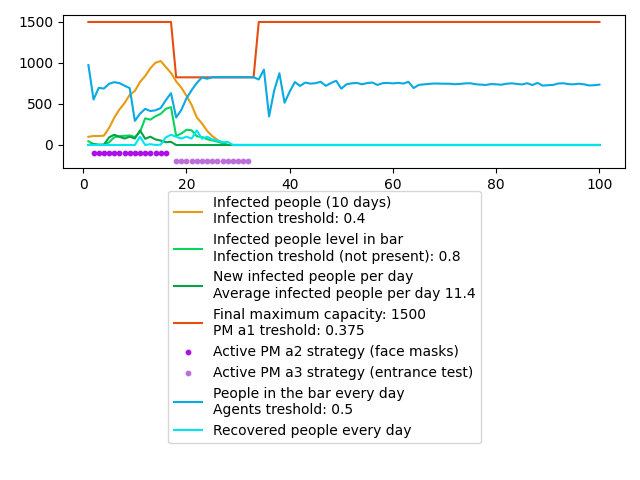 1500
1000
500
0
0
20
40
60
80
100
Infected people (10 days)
Infection treshold: 0.4
Infected people level in bar
Infection treshold (not present): 0.8
New infected people per day
Average infected people per day 11.4
Final maximum capacity: 1500
PM a1 treshold: 0.375
Active PM a2 strategy (face masks)
Active PM a3 strategy (entrance test)
People in the bar every day
Agents treshold: 0.5
Recovered people every day